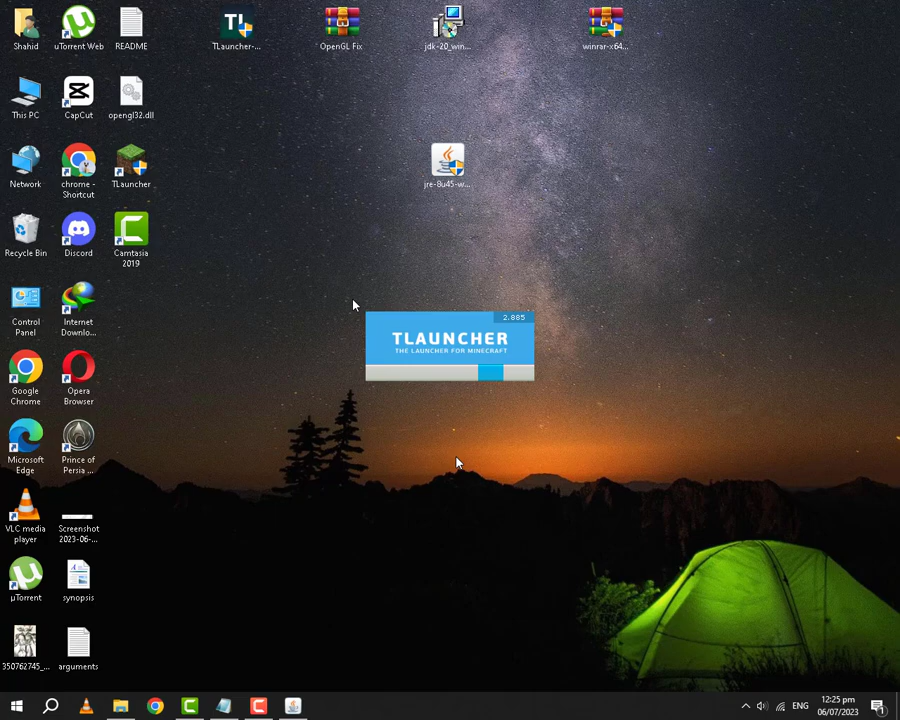 Shahid
uTorrent Web
README
TLauncher-...
OpenGL Fix
jdk-20_win...
winrar-x64...
This PC
CapCut
opengl32.dll
jre-8u45-w...
Network
chrome -
Shortcut
TLauncher
Recycle Bin
Discord
Camtasia
2019
Control
Panel
Internet
Downlo...
2.885
TLAUNCHER
THE LAUNCHER FOR MINECRAFT
Google
Chrome
Opera
Browser
Microsoft
Edge
Prince of
Persia ...
VLC media
player
Screenshot
2023-06-...
µTorrent
synopsis
350762745_...
arguments
ENG
12:25 pm
06/07/2023
1